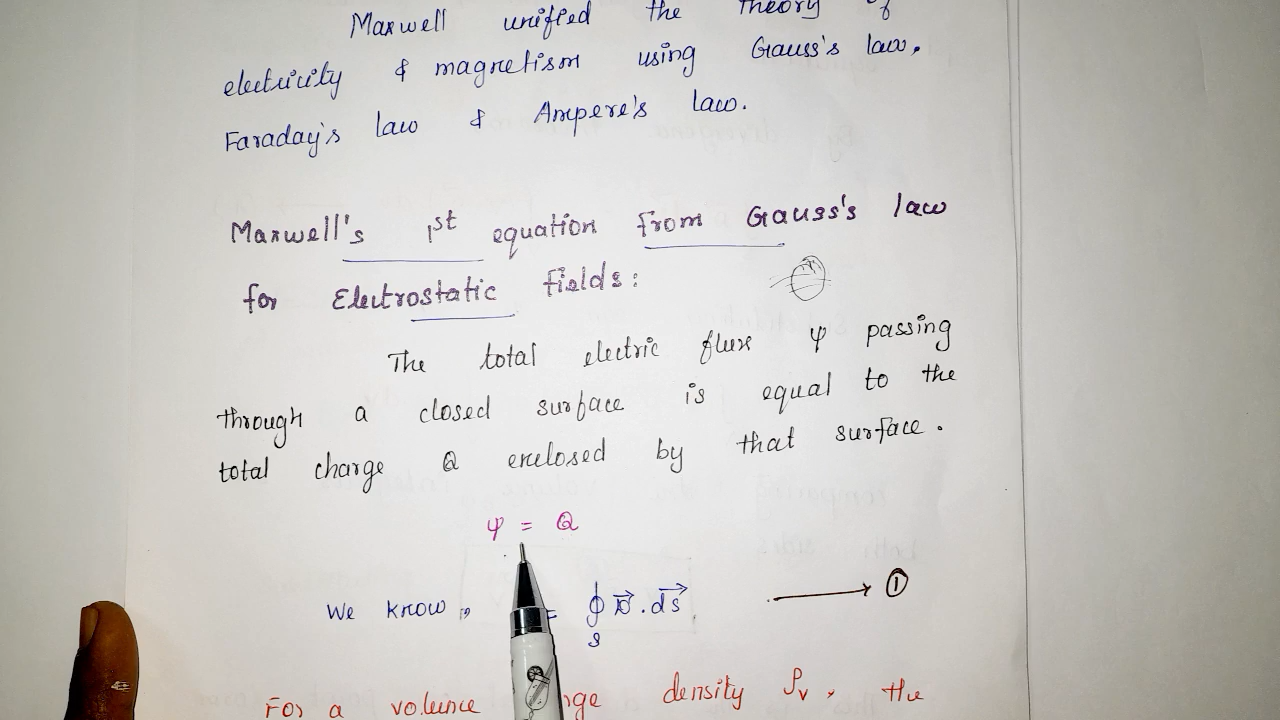 Maxwell unified the theory of
electricity & magnetism using Gauss's law,
Faraday's law & Ampere's law.
Maxwell's 1st equation from Gauss's law
for Electrostatic fields:
The total electric flux ψ passing
through a closed surface is equal to the
total charge Q enclosed by that surface.
ψ = Q
We know, = ∮s D⃗ . ds⃗ ⟶ ①
For a volume density ρv, the